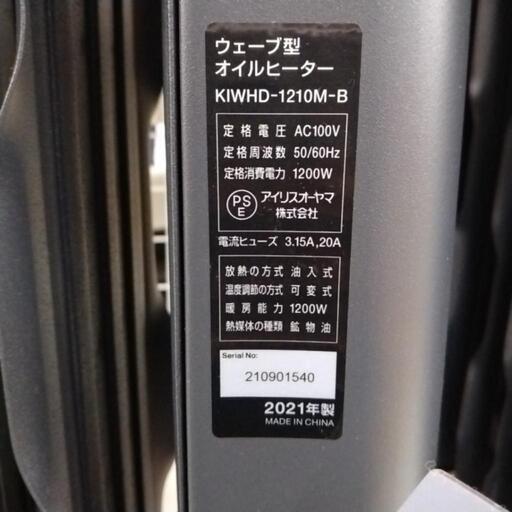 ウェーブ型
オイルヒーター
KIWHD-1210M-B
定格電圧 AC100V
定格周波数 50/60Hz
定格消費電力 1200W
PS
E
アイリスオーヤマ
株式会社
電流ヒューズ 3.15A,20A
放熱の方式 油入式
温度調節の方式 可変式
暖房能力 1200W
熱媒体の種類 鉱物油
Serial No:
210901540
2021年製
MADE IN CHINA